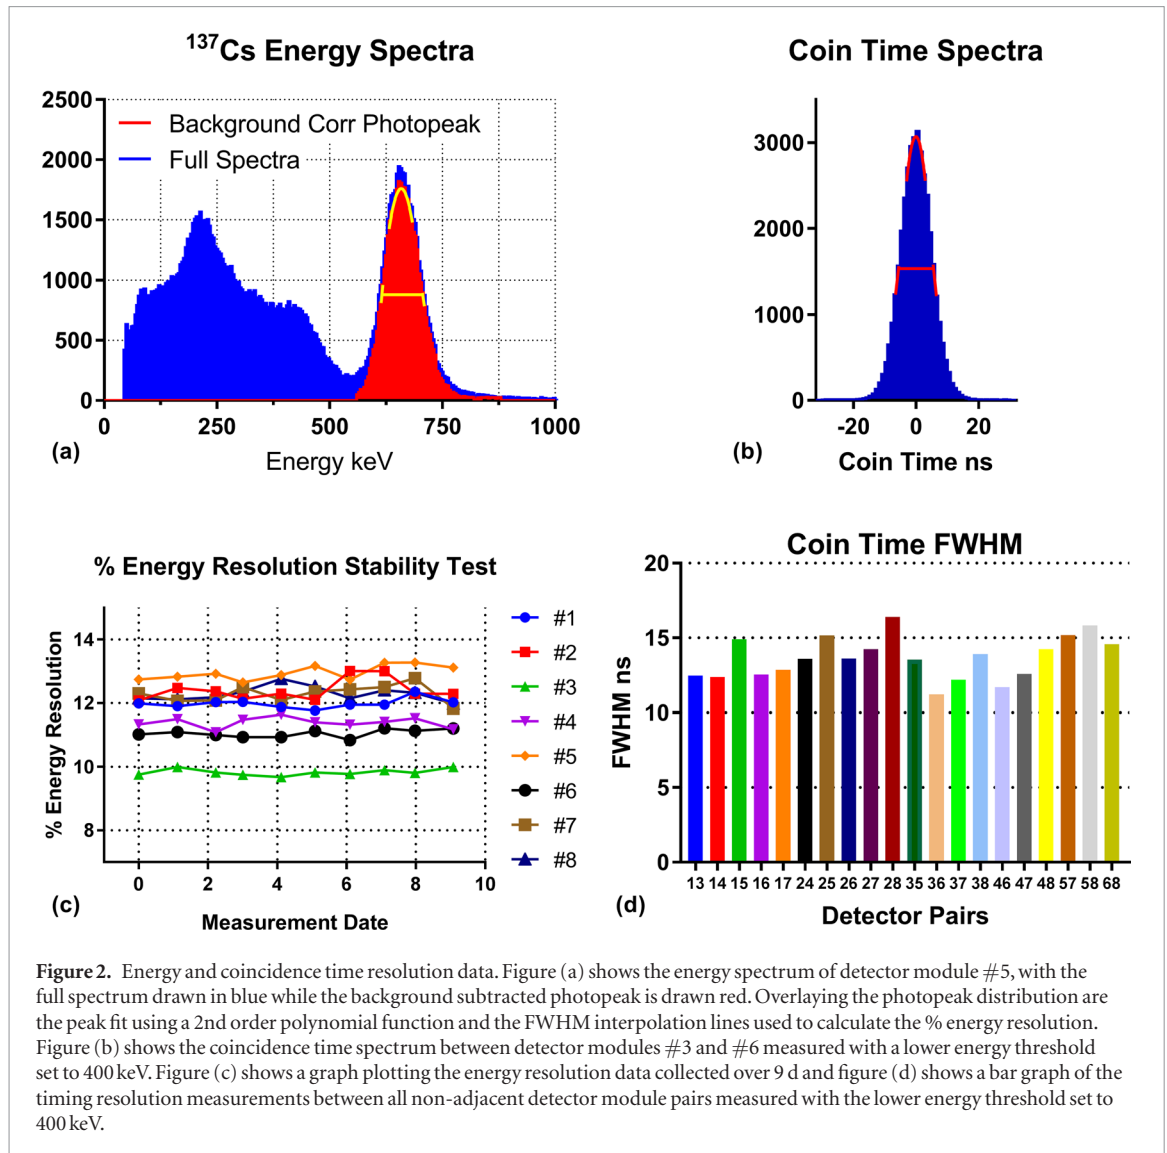 137Cs Energy Spectra
2500
2000
1500
1000
500
0
Background Corr Photopeak
Full Spectra
0 250 500 750 1000
(a)
Energy keV
Coin Time Spectra
3000
2000
1000
0
-20 0 20
(b)
Coin Time ns
% Energy Resolution Stability Test
% Energy Resolution
14
12
10
8
0 2 4 6 8 10
(c)
Measurement Date
#1
#2
#3
#4
#5
#6
#7
#8
Coin Time FWHM
FWHM ns
20
15
10
5
0
13 14 15 16 17 24 25 26 27 28 35 36 37 38 46 47 48 57 58 68
(d)
Detector Pairs
Figure 2. Energy and coincidence time resolution data. Figure (a) shows the energy spectrum of detector module #5, with the
full spectrum drawn in blue while the background subtracted photopeak is drawn red. Overlaying the photopeak distribution are
the peak fit using a 2nd order polynomial function and the FWHM interpolation lines used to calculate the % energy resolution.
Figure (b) shows the coincidence time spectrum between detector modules #3 and #6 measured with a lower energy threshold
set to 400 keV. Figure (c) shows a graph plotting the energy resolution data collected over 9 d and figure (d) shows a bar graph of the
timing resolution measurements between all non-adjacent detector module pairs measured with the lower energy threshold set to
400 keV.